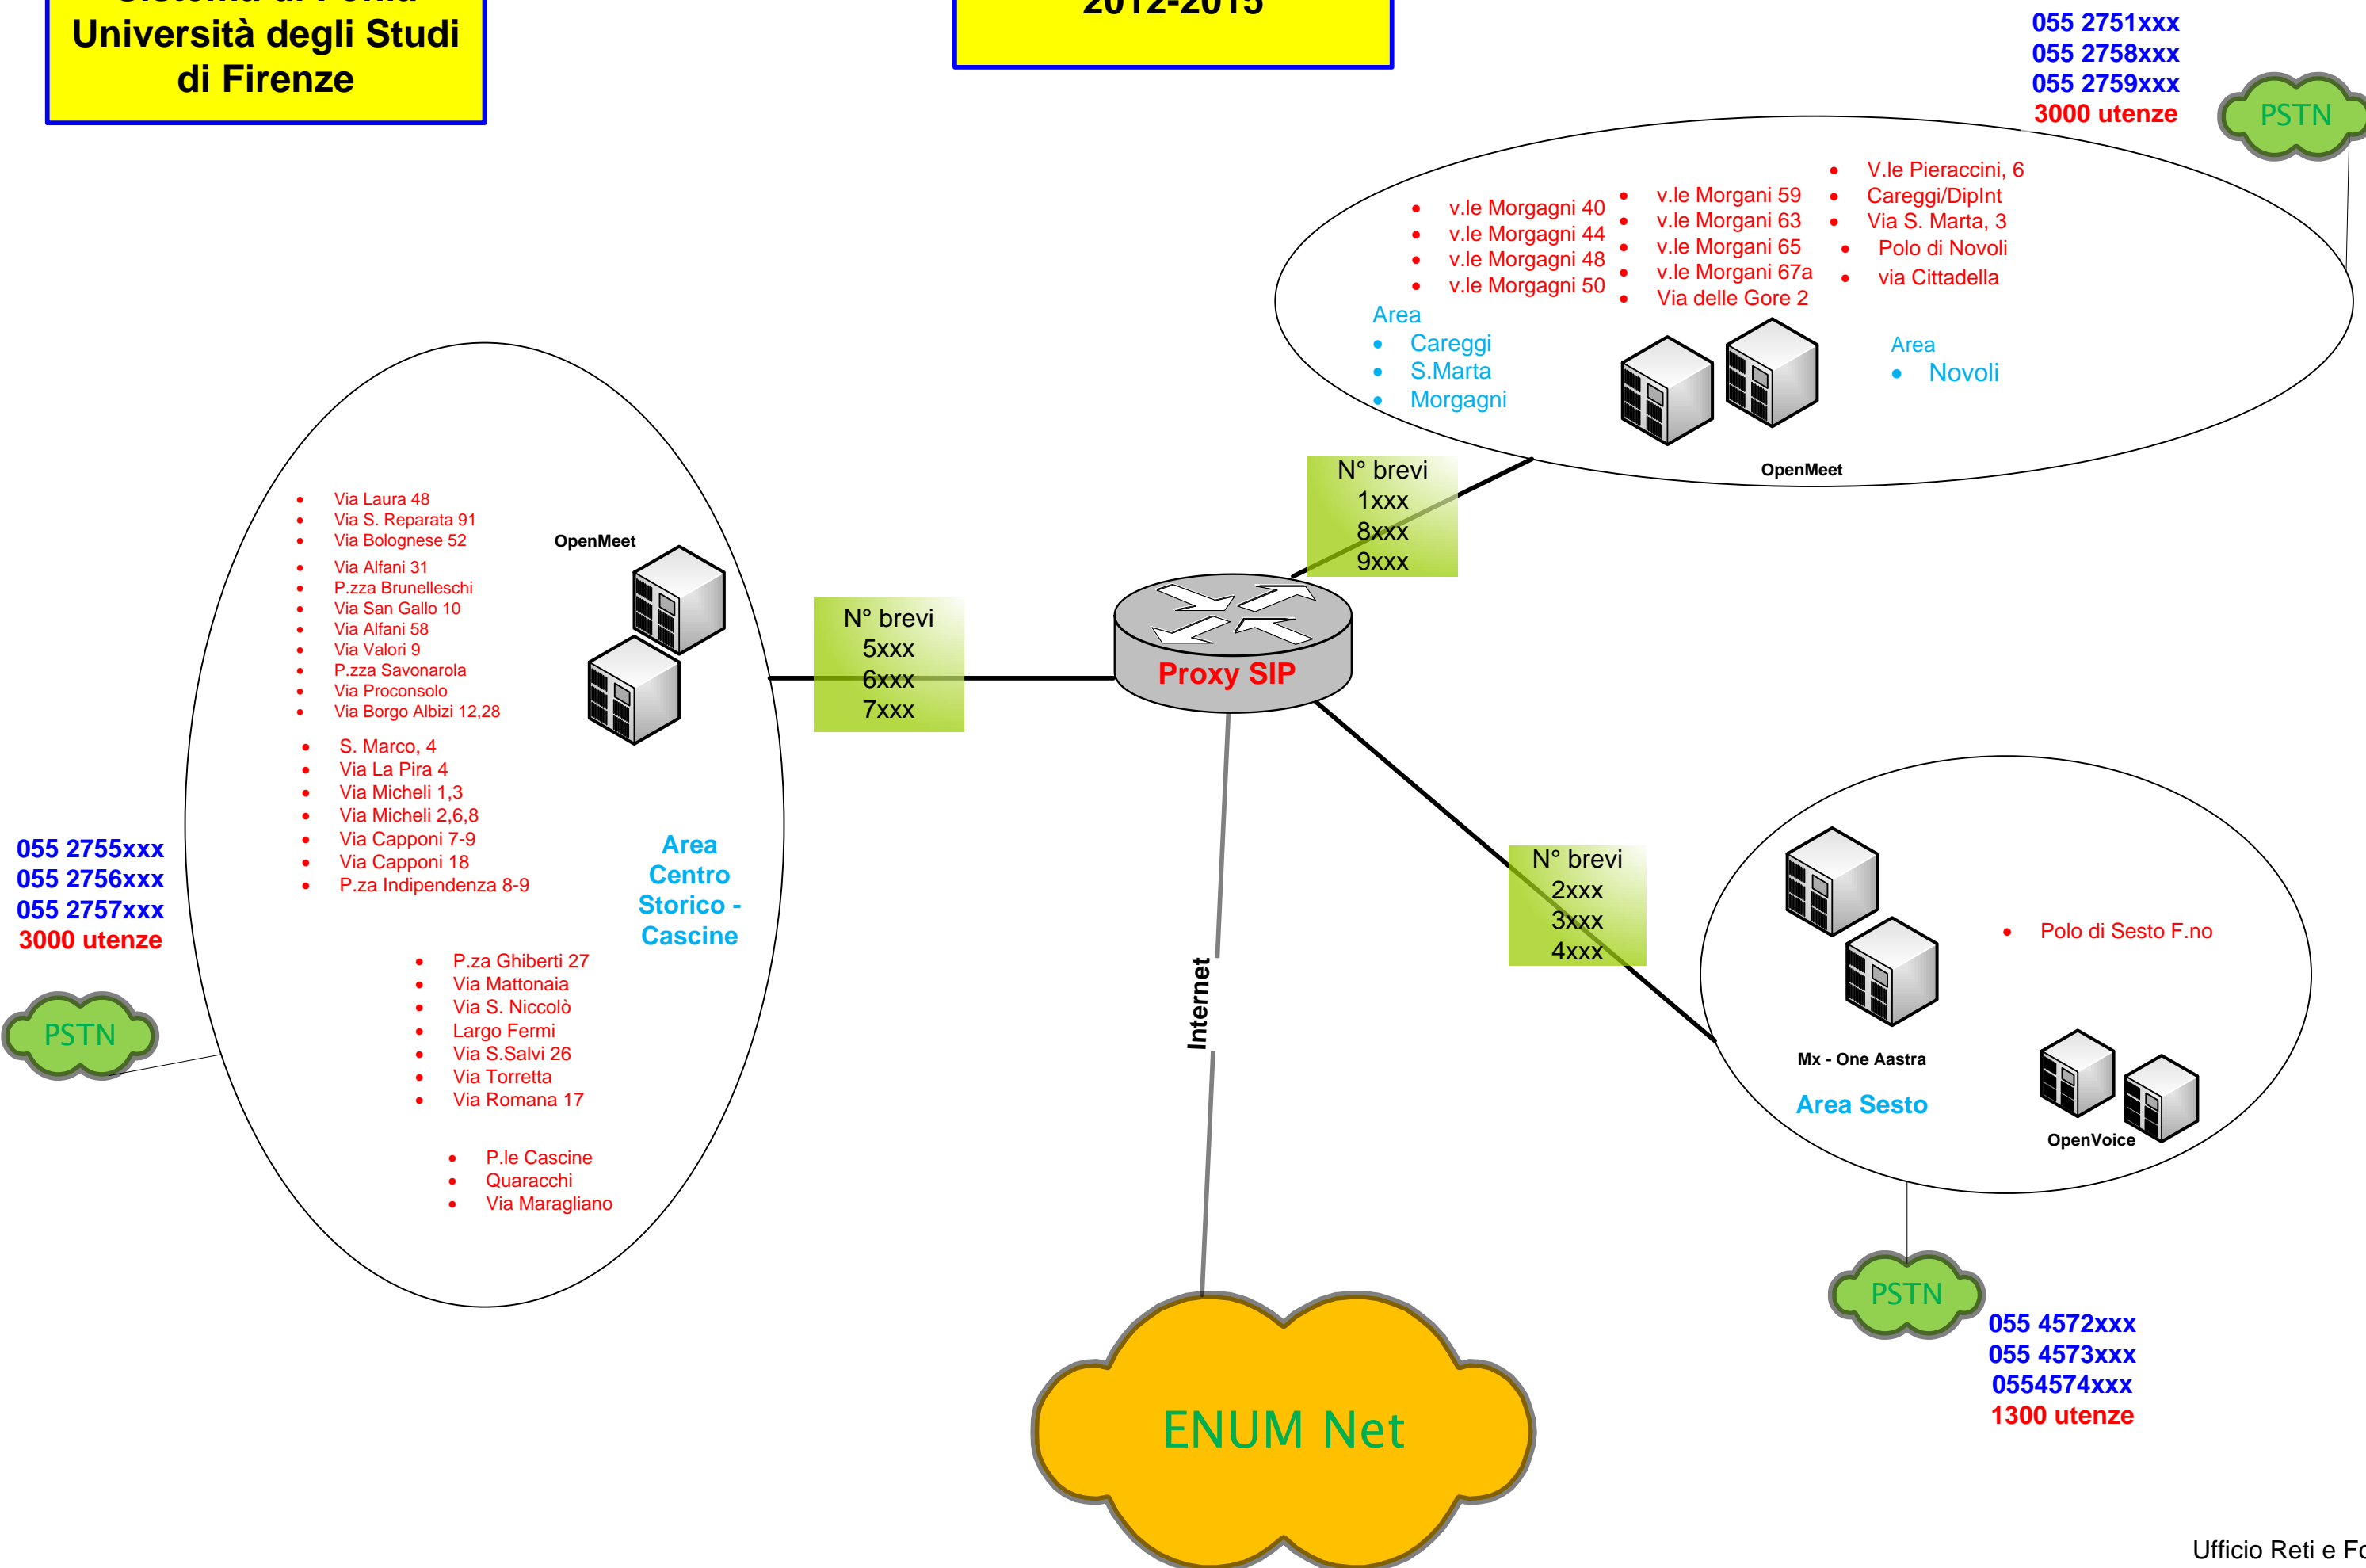 Università degli Studi
di Firenze
2012-2015
055 2751xxx
055 2758xxx
055 2759xxx
3000 utenze
PSTN
• v.le Morgagni 40
• v.le Morgagni 44
• v.le Morgagni 48
• v.le Morgagni 50
• v.le Morgani 59
• v.le Morgani 63
• v.le Morgani 65
• v.le Morgani 67a
• Via delle Gore 2
• V.le Pieraccini, 6
• Careggi/DipInt
• Via S. Marta, 3
• Polo di Novoli
• via Cittadella
Area
• Careggi
• S.Marta
• Morgagni
Area
• Novoli
OpenMeet
N° brevi
1xxx
8xxx
9xxx
• Via Laura 48
• Via S. Reparata 91
• Via Bolognese 52
• Via Alfani 31
• P.zza Brunelleschi
• Via San Gallo 10
• Via Alfani 58
• Via Valori 9
• P.zza Savonarola
• Via Proconsolo
• Via Borgo Albizi 12,28
OpenMeet
• S. Marco, 4
• Via La Pira 4
• Via Micheli 1,3
• Via Micheli 2,6,8
• Via Capponi 7-9
• Via Capponi 18
• P.za Indipendenza 8-9
Area
Centro
Storico -
Cascine
055 2755xxx
055 2756xxx
055 2757xxx
3000 utenze
PSTN
• P.za Ghiberti 27
• Via Mattonaia
• Via S. Niccolò
• Largo Fermi
• Via S.Salvi 26
• Via Torretta
• Via Romana 17
• P.le Cascine
• Quaracchi
• Via Maragliano
N° brevi
5xxx
6xxx
7xxx
Proxy SIP
Internet
N° brevi
2xxx
3xxx
4xxx
• Polo di Sesto F.no
Mx - One Aastra
Area Sesto
OpenVoice
PSTN
055 4572xxx
055 4573xxx
0554574xxx
1300 utenze
ENUM Net
Ufficio Reti e